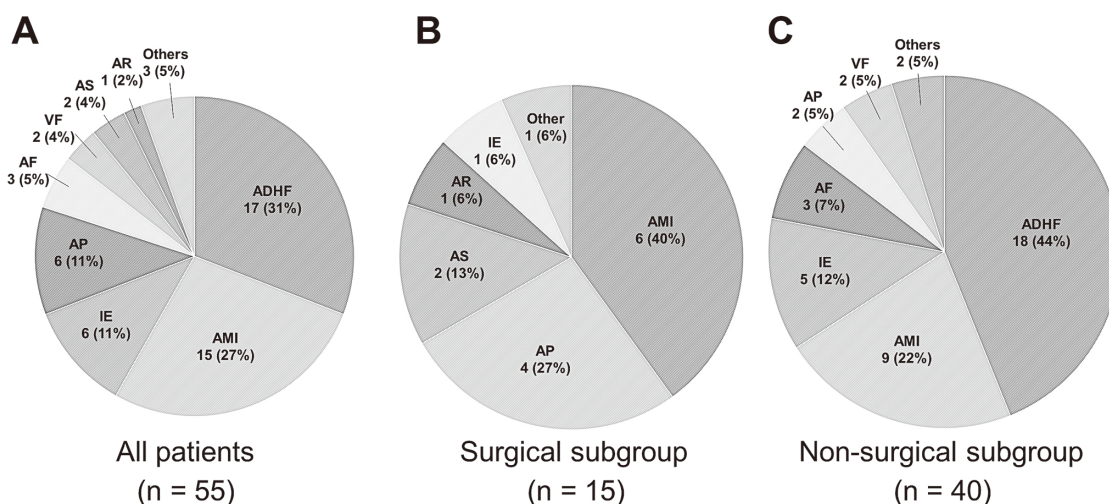 A
ADHF
17 (31%)
AMI
15 (27%)
IE
6 (11%)
AP
6 (11%)
AF
3 (5%)
VF
2 (4%)
AS
2 (4%)
AR
1 (2%)
Others
3 (5%)
All patients
(n = 55)
B
AMI
6 (40%)
AP
4 (27%)
AS
2 (13%)
AR
1 (6%)
IE
1 (6%)
Other
1 (6%)
Surgical subgroup
(n = 15)
C
ADHF
18 (44%)
AMI
9 (22%)
IE
5 (12%)
AF
3 (7%)
AP
2 (5%)
VF
2 (5%)
Others
2 (5%)
Non-surgical subgroup
(n = 40)